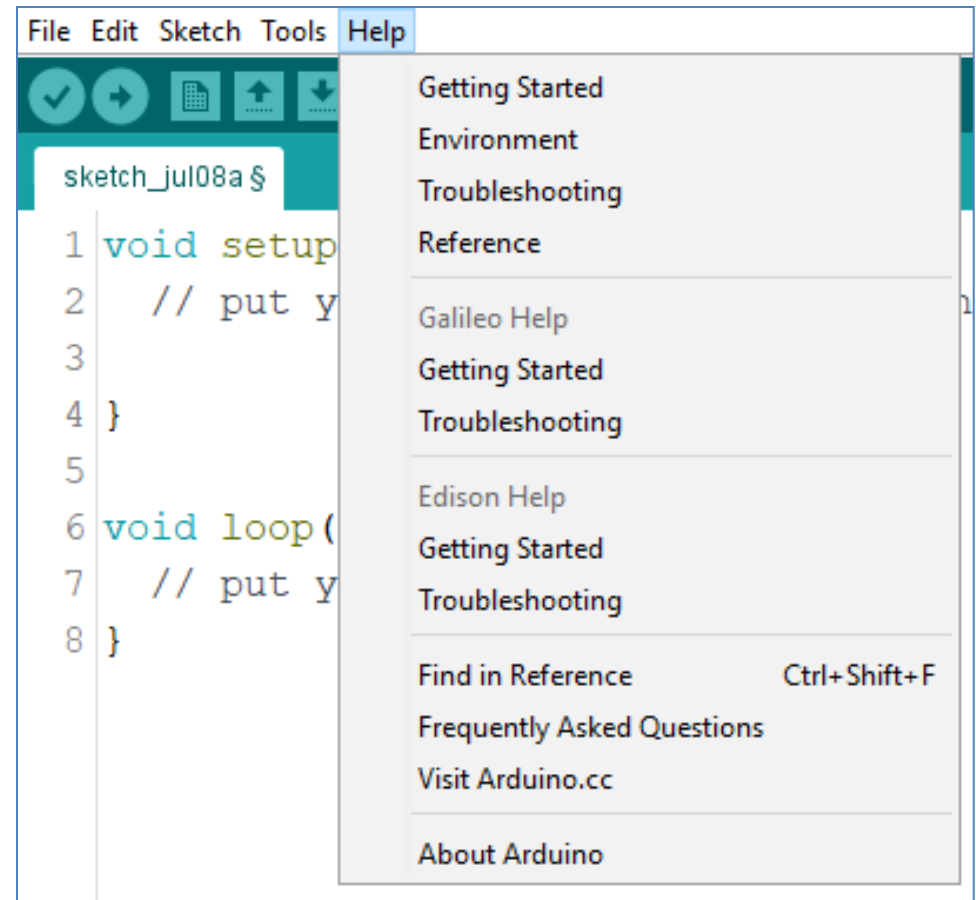 File Edit Sketch Tools Help
sketch_jul08a §
1 void setup
2 // put y
3
4 }
5
6 void loop(
7 // put y
8 }
Getting Started
Environment
Troubleshooting
Reference
Galileo Help
Getting Started
Troubleshooting
Edison Help
Getting Started
Troubleshooting
Find in Reference Ctrl+Shift+F
Frequently Asked Questions
Visit Arduino.cc
About Arduino